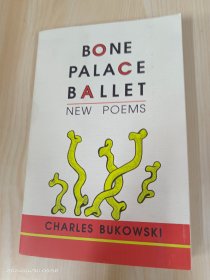 BONE
PALACE
BALLET
NEW POEMS
CHARLES BUKOWSKI